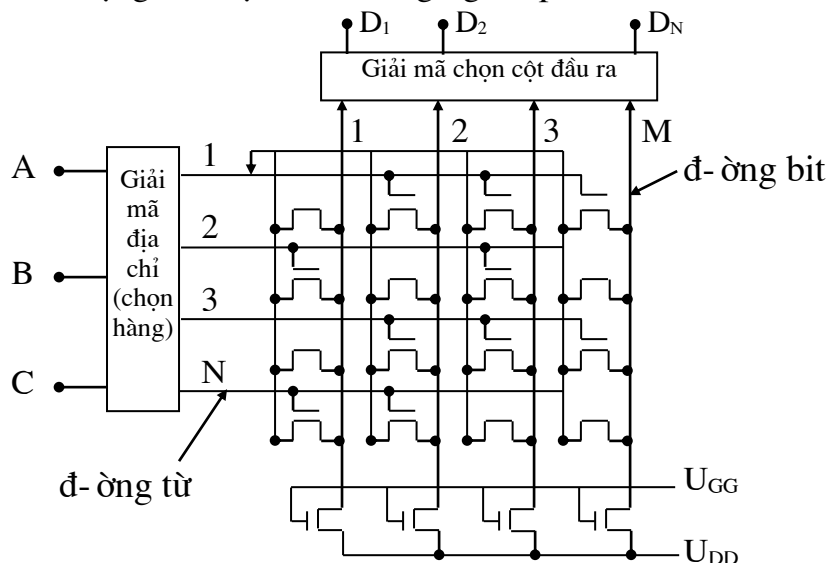 D1 D2 DN
Giải mã chọn cột đầu ra
1 2 3 M
A
B
C
Giải
mã
địa
chỉ
(chọn
hàng)
1
2
3
N
đ- ờng bit
đ- ờng từ
UGG
UDD